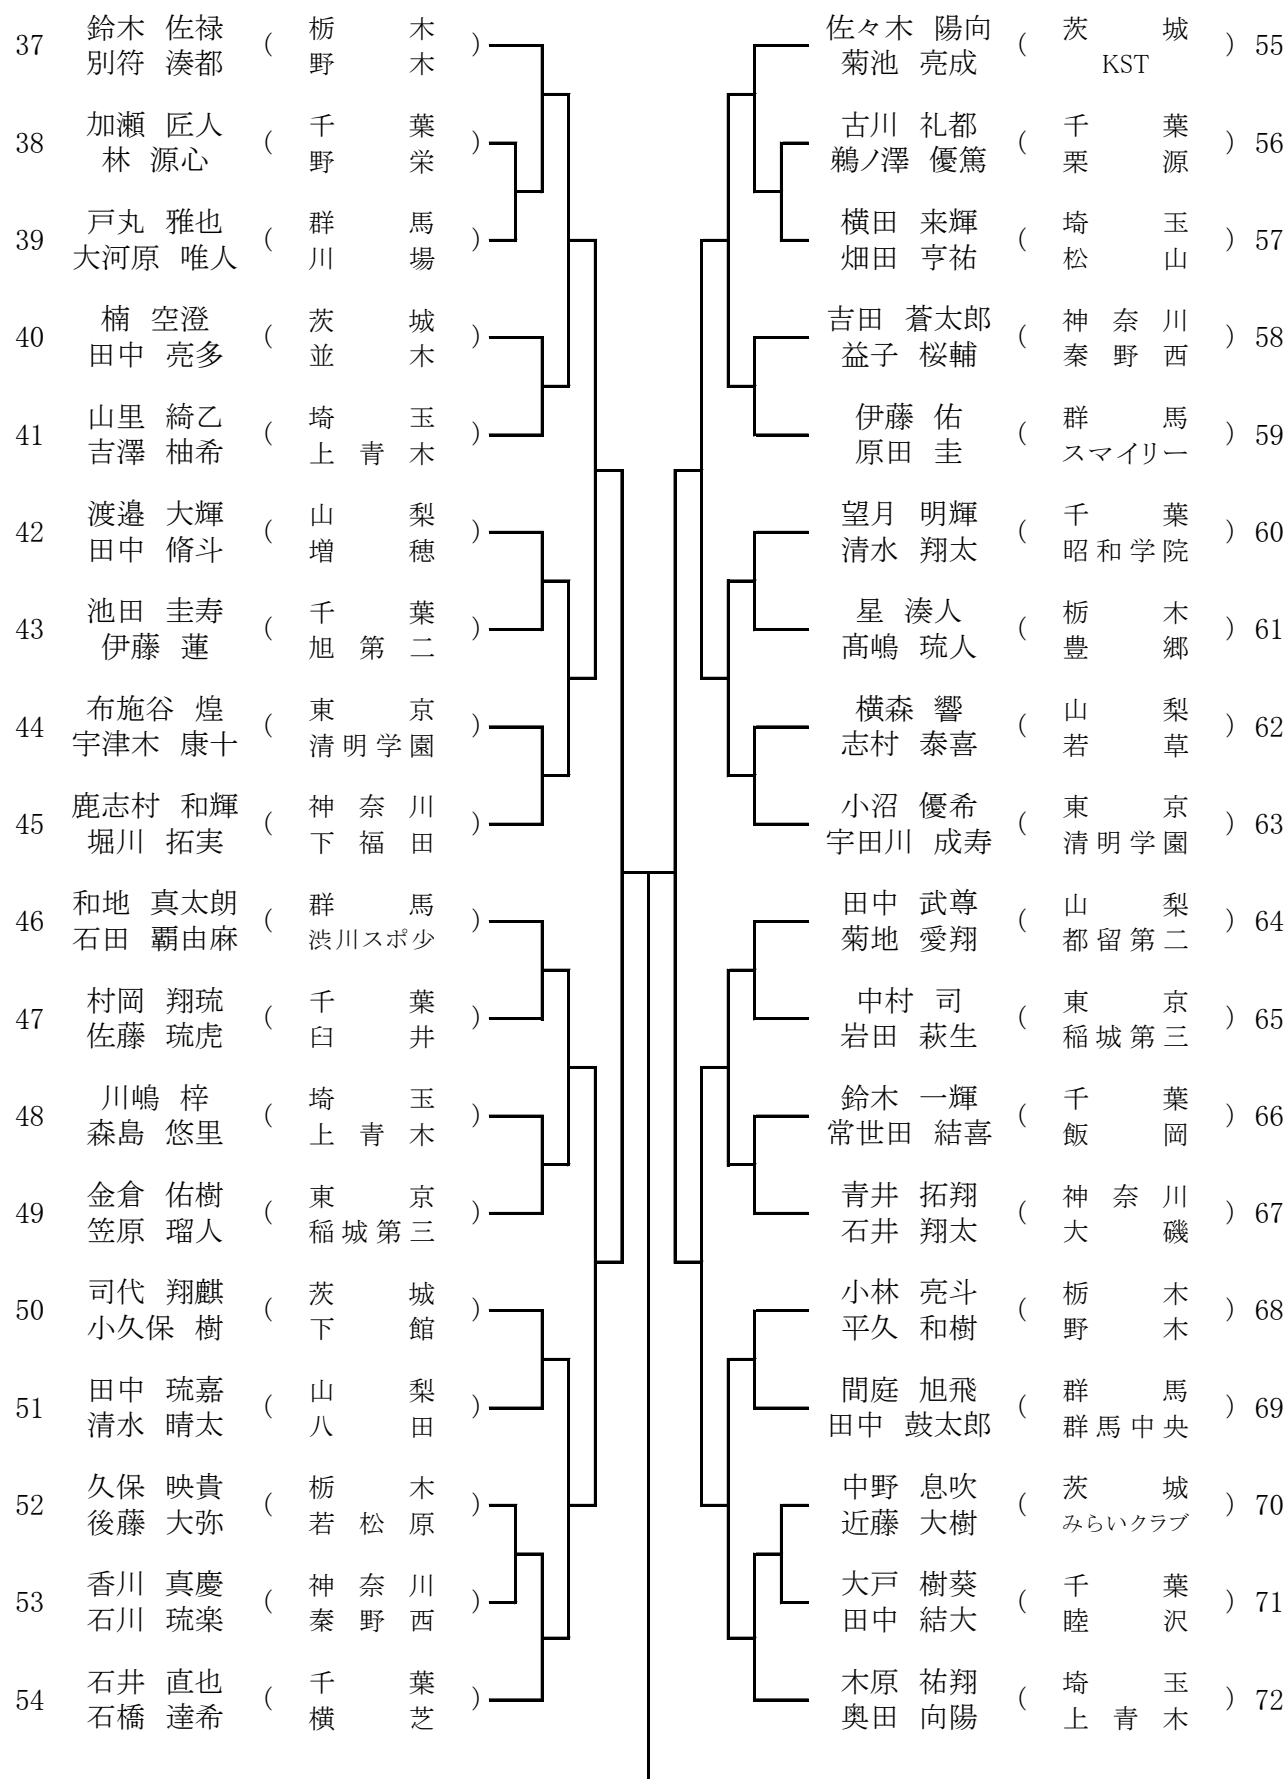 37 鈴木 佐禄 ( 栃木 )
別符 湊都 野木
38 加瀬 匠人 ( 千葉 )
林 源心 野栄
39 戸丸 雅也 ( 群馬 )
大河原 唯人 川場
40 楠 空澄 ( 茨城 )
田中 亮多 並木
41 山里 綺乙 ( 埼玉 )
吉澤 柚希 上青木
42 渡邉 大輝 ( 山梨 )
田中 脩斗 増穂
43 池田 圭寿 ( 千葉 )
伊藤 蓮 旭第二
44 布施谷 煌 ( 東京 )
宇津木 康十 清明学園
45 鹿志村 和輝 ( 神奈川 )
堀川 拓実 下福田
46 和地 真太朗 ( 群馬 )
石田 覇由麻 渋川スポ少
47 村岡 翔琉 ( 千葉 )
佐藤 琉虎 臼井
48 川嶋 梓 ( 埼玉 )
森島 悠里 上青木
49 金倉 佑樹 ( 東京 )
笠原 瑠人 稲城第三
50 司代 翔麒 ( 茨城 )
小久保 樹 下館
51 田中 琉嘉 ( 山梨 )
清水 晴太 八田
52 久保 映貴 ( 栃木 )
後藤 大弥 若松原
53 香川 真慶 ( 神奈川 )
石川 琉楽 秦野西
54 石井 直也 ( 千葉 )
石橋 達希 横芝
佐々木 陽向 ( 茨城 ) 55
菊池 亮成 KST
古川 礼都 ( 千葉 ) 56
鵜ノ澤 優篤 栗源
横田 来輝 ( 埼玉 ) 57
畑田 亨祐 松山
吉田 蒼太郎 ( 神奈川 ) 58
益子 桜輔 秦野西
伊藤 佑 ( 群馬 ) 59
原田 圭 スマイリー
望月 明輝 ( 千葉 ) 60
清水 翔太 昭和学院
星 湊人 ( 栃木 ) 61
髙嶋 琉人 豊郷
横森 響 ( 山梨 ) 62
志村 泰喜 若草
小沼 優希 ( 東京 ) 63
宇田川 成寿 清明学園
田中 武尊 ( 山梨 ) 64
菊地 愛翔 都留第二
中村 司 ( 東京 ) 65
岩田 萩生 稲城第三
鈴木 一輝 ( 千葉 ) 66
常世田 結喜 飯岡
青井 拓翔 ( 神奈川 ) 67
石井 翔太 大磯
小林 亮斗 ( 栃木 ) 68
平久 和樹 野木
間庭 旭飛 ( 群馬 ) 69
田中 鼓太郎 群馬中央
中野 息吹 ( 茨城 ) 70
近藤 大樹 みらいクラブ
大戸 樹葵 ( 千葉 ) 71
田中 結大 睦沢
木原 祐翔 ( 埼玉 ) 72
奥田 向陽 上青木